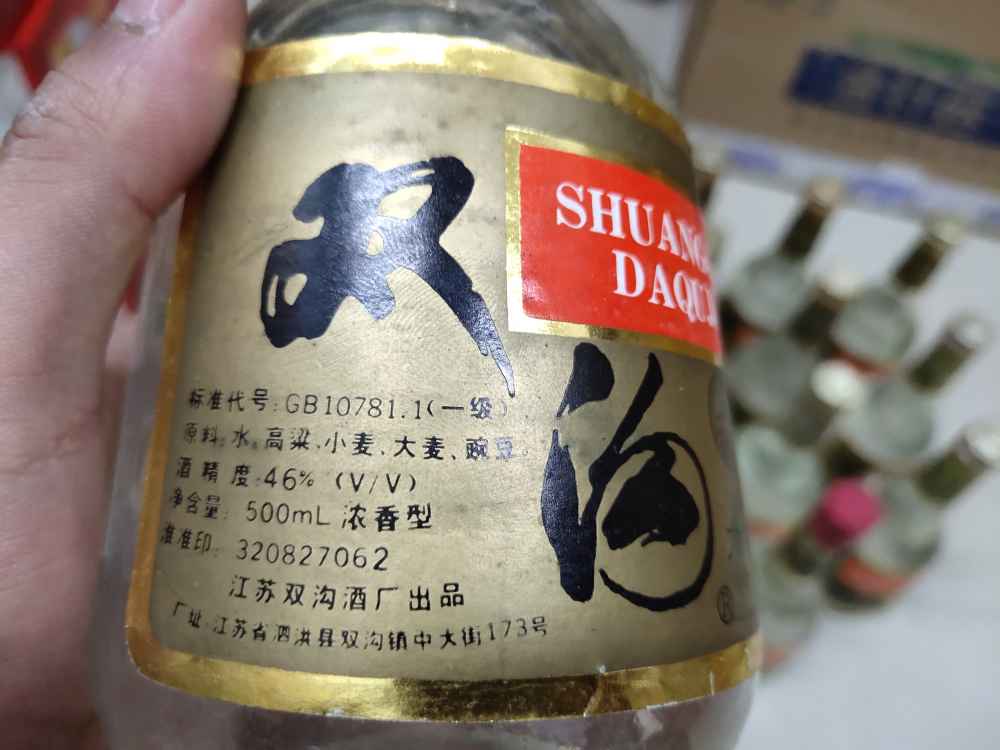 双沟
SHUANG
DAQU
标准代号:GB10781.1(一级)
原料:水、高粱、小麦、大麦、豌豆
酒精度:46% (V/V)
净含量: 500mL 浓香型
准印: 320827062
江苏双沟酒厂出品
厂址:江苏省泗洪县双沟镇中大街173号
®